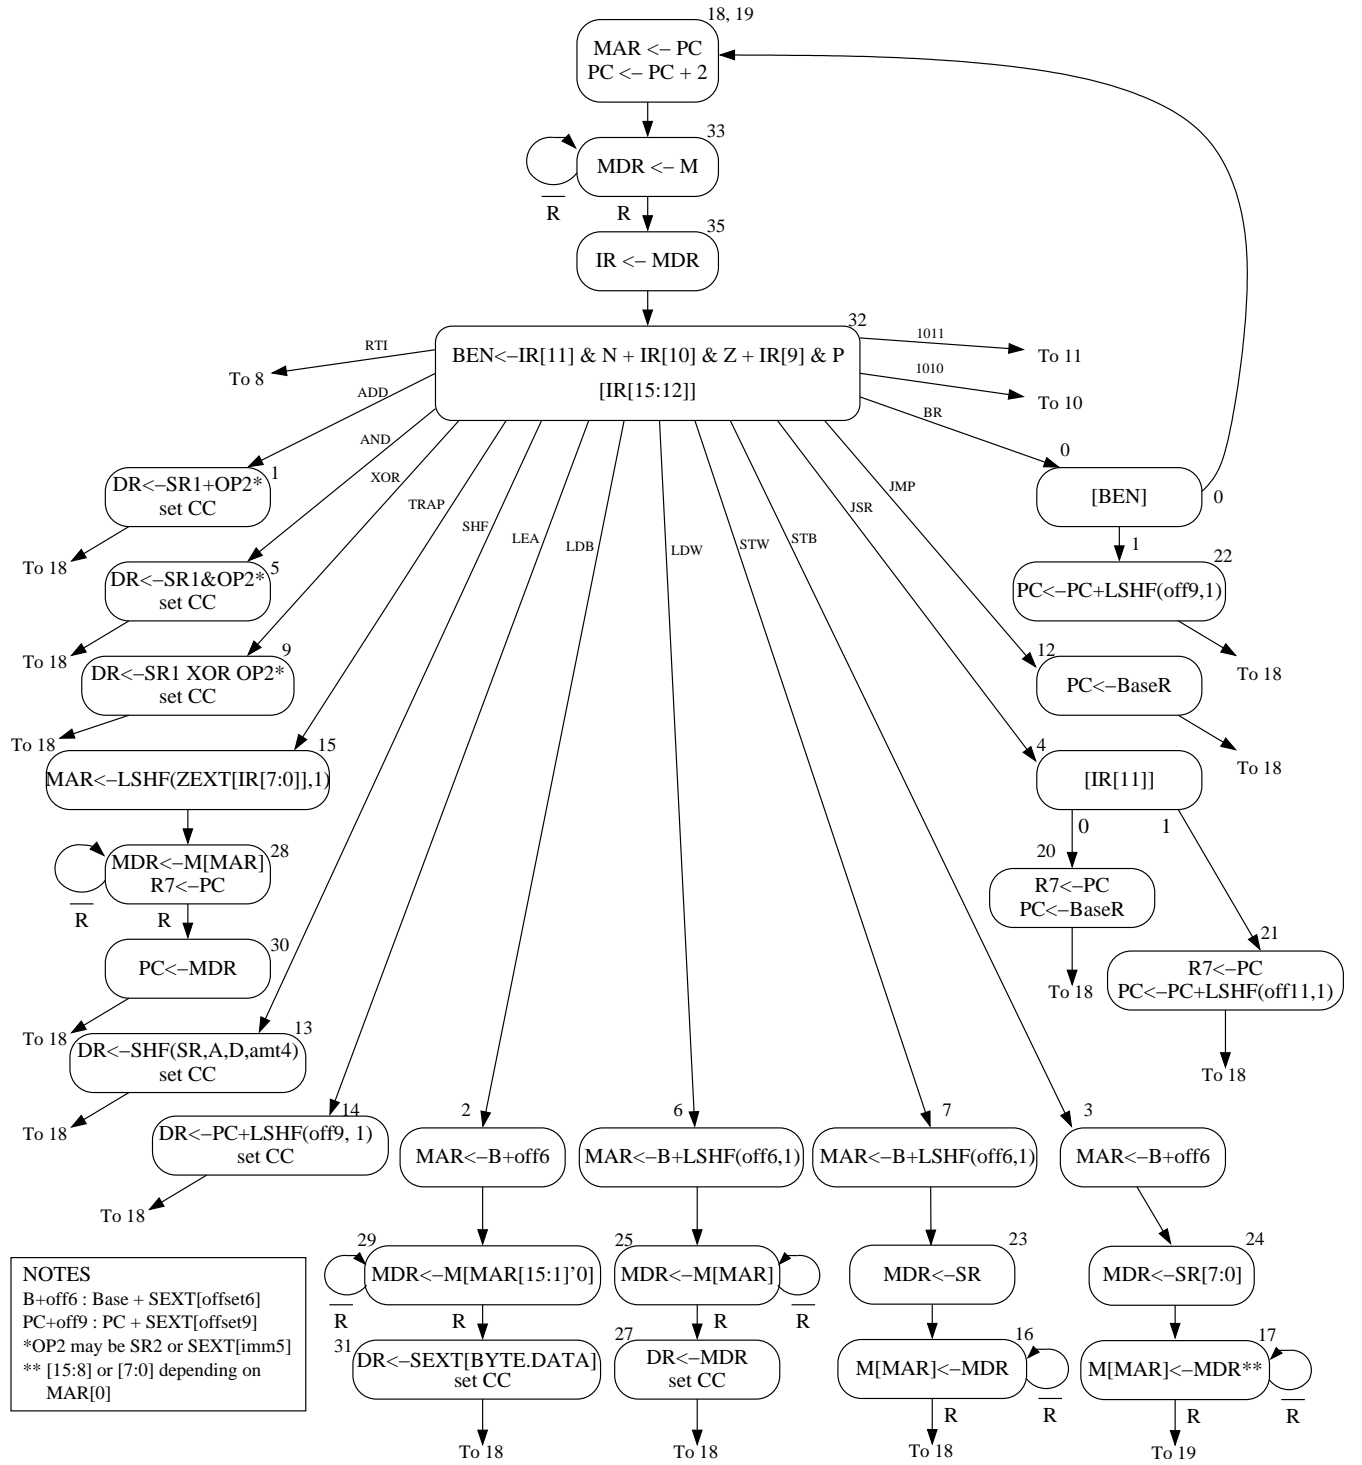 18, 19
MAR <– PC
PC <– PC + 2
33
MDR <– M
R
R
35
IR <– MDR
32
BEN<–IR[11] & N + IR[10] & Z + IR[9] & P
[IR[15:12]]
RTI
To 8
1011
To 11
1010
To 10
ADD
AND
XOR
TRAP
SHF
LEA
LDB
LDW
STW
STB
JSR
JMP
BR
1
DR<–SR1+OP2*
set CC
To 18
5
DR<–SR1&OP2*
set CC
To 18
9
DR<–SR1 XOR OP2*
set CC
To 18
15
MAR<–LSHF(ZEXT[IR[7:0]],1)
28
MDR<–M[MAR]
R7<–PC
R
R
30
PC<–MDR
To 18
13
DR<–SHF(SR,A,D,amt4)
set CC
To 18
14
DR<–PC+LSHF(off9, 1)
set CC
To 18
0
[BEN]
0
1
22
PC<–PC+LSHF(off9,1)
To 18
12
PC<–BaseR
To 18
4
[IR[11]]
0
1
20
R7<–PC
PC<–BaseR
To 18
21
R7<–PC
PC<–PC+LSHF(off11,1)
To 18
2
MAR<–B+off6
29
MDR<–M[MAR[15:1]'0]
R
R
31
DR<–SEXT[BYTE.DATA]
set CC
To 18
6
MAR<–B+LSHF(off6,1)
25
MDR<–M[MAR]
R
R
27
DR<–MDR
set CC
To 18
7
MAR<–B+LSHF(off6,1)
23
MDR<–SR
16
M[MAR]<–MDR
R
R
To 18
3
MAR<–B+off6
24
MDR<–SR[7:0]
17
M[MAR]<–MDR**
R
R
To 19
NOTES
B+off6 : Base + SEXT[offset6]
PC+off9 : PC + SEXT[offset9]
*OP2 may be SR2 or SEXT[imm5]
** [15:8] or [7:0] depending on
MAR[0]